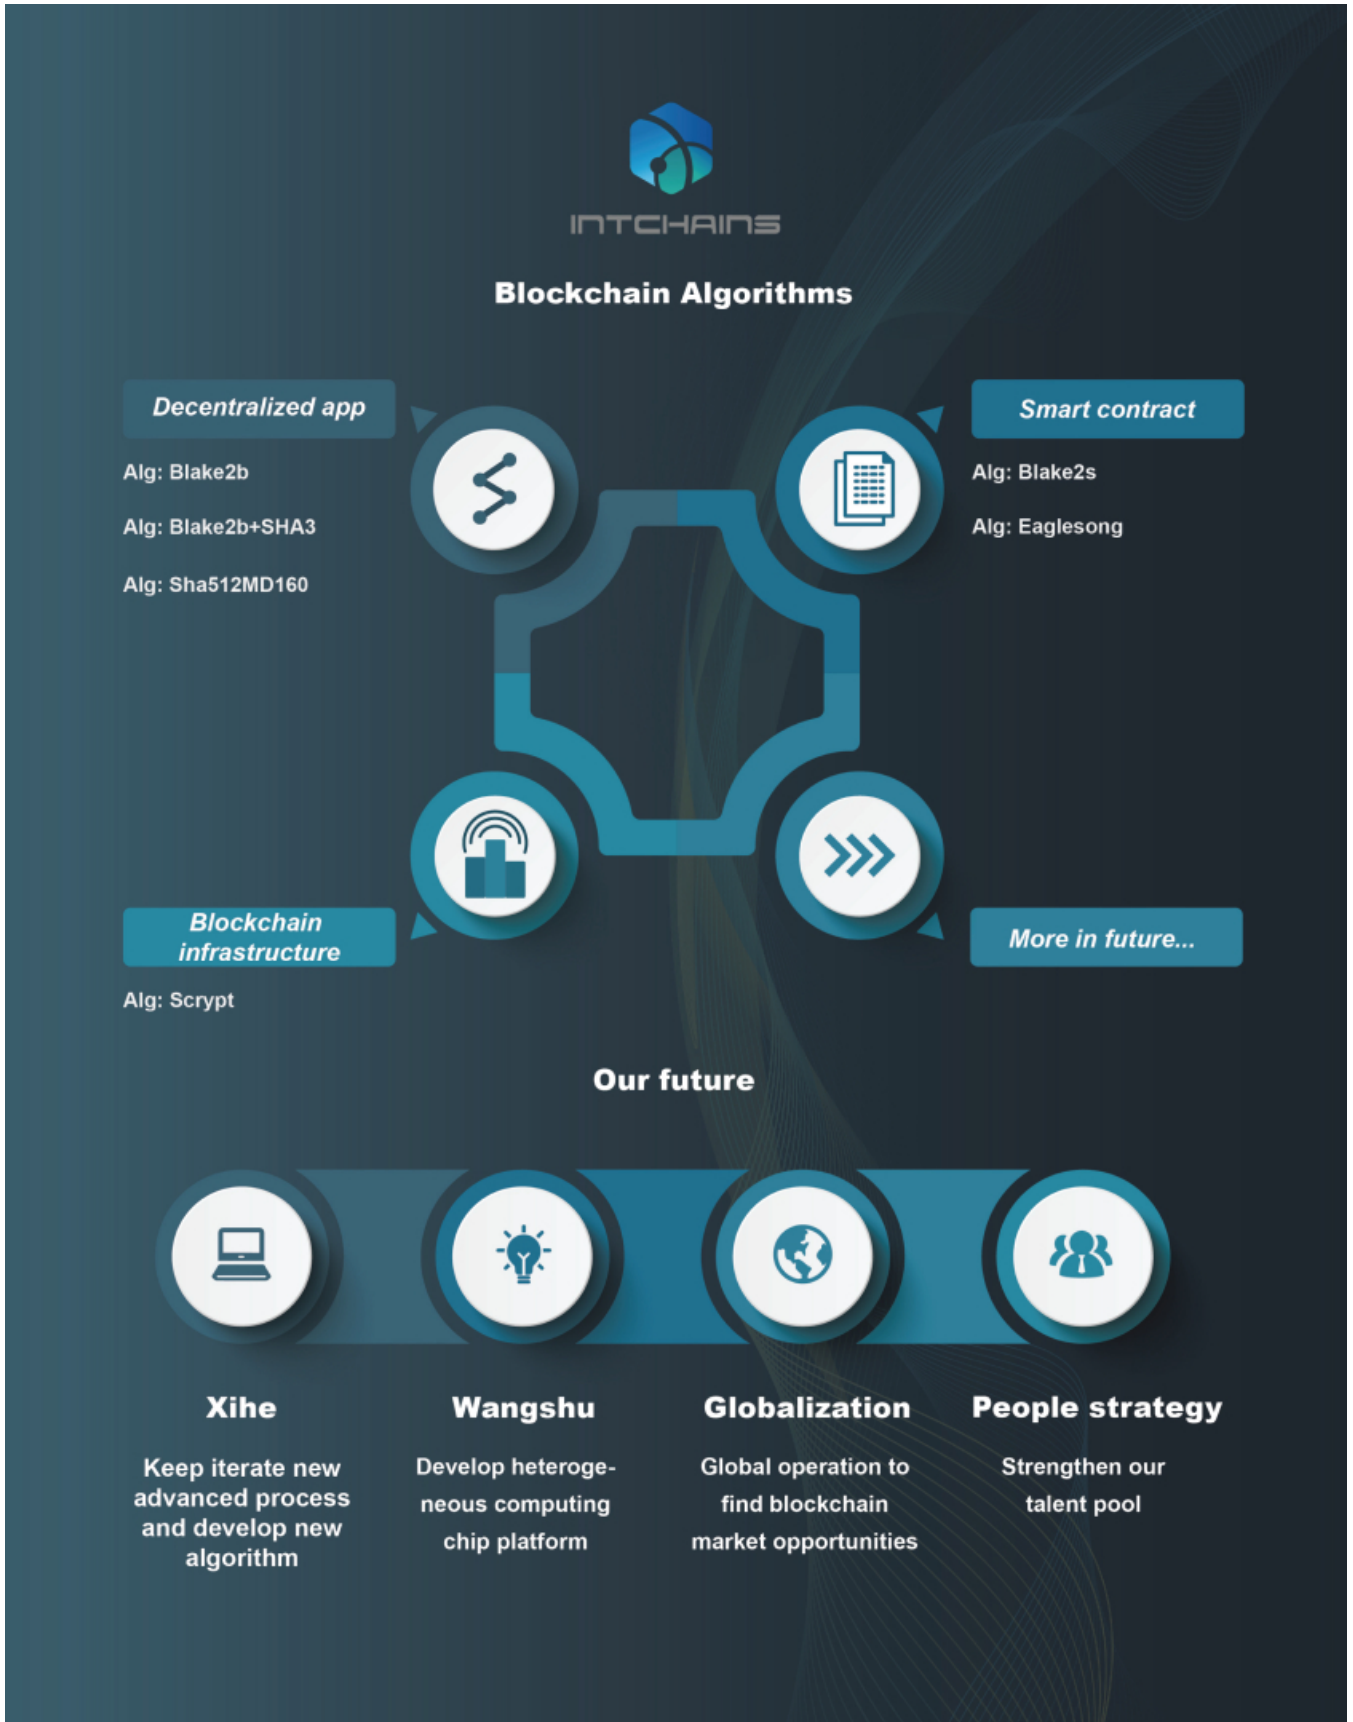 INTCHAINS
Blockchain Algorithms
Decentralized app
Alg: Blake2b
Alg: Blake2b+SHA3
Alg: Sha512MD160
Smart contract
Alg: Blake2s
Alg: Eaglesong
Blockchain
infrastructure
Alg: Scrypt
More in future...
Our future
Xihe
Keep iterate new
advanced process
and develop new
algorithm
Wangshu
Develop heteroge-
neous computing
chip platform
Globalization
Global operation to
find blockchain
market opportunities
People strategy
Strengthen our
talent pool